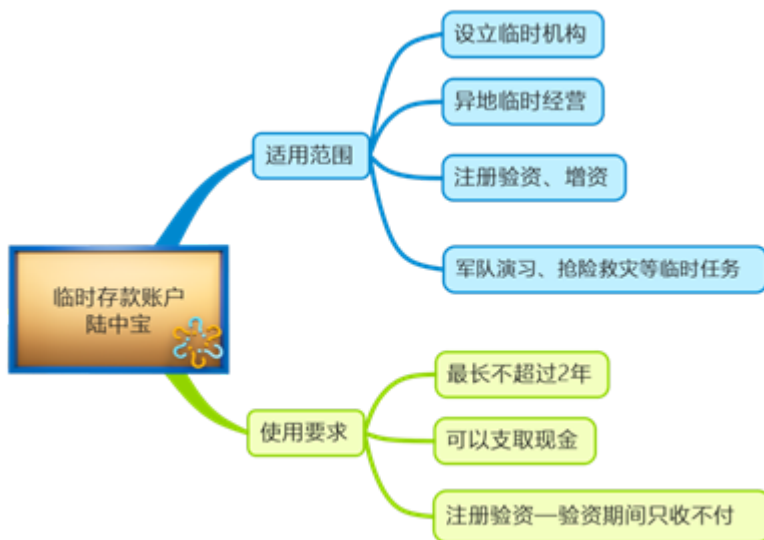 临时存款账户
陆中宝
适用范围
设立临时机构
异地临时经营
注册验资、增资
军队演习、抢险救灾等临时任务
使用要求
最长不超过2年
可以支取现金
注册验资—验资期间只收不付